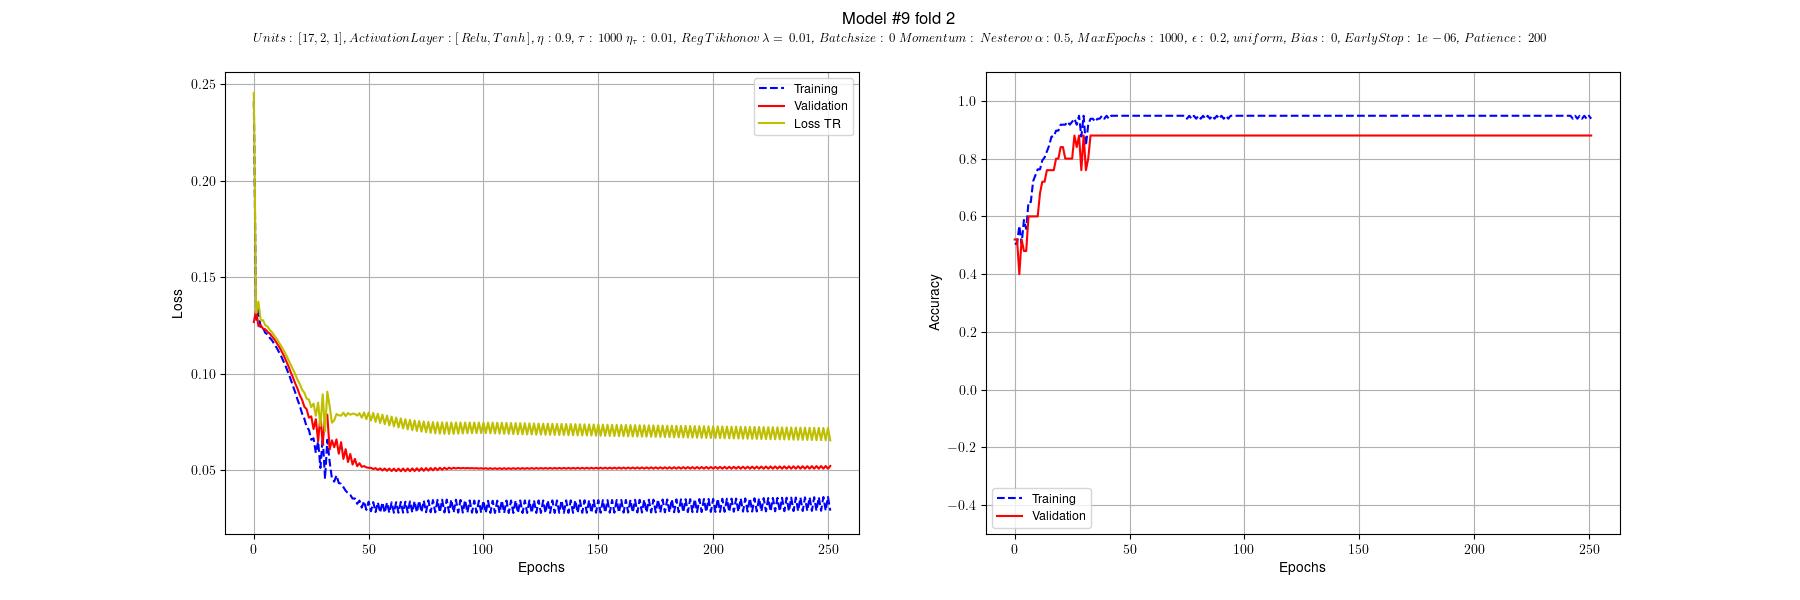 Model #9 fold 2
Units : [17, 2, 1], ActivationLayer : [ Relu, Tanh], η : 0.9, τ : 1000 ητ : 0.01, RegTikhonov λ = 0.01, Batchsize : 0 Momentum : Nesterov α : 0.5, MaxEpochs : 1000, ϵ : 0.2, uniform, Bias : 0, EarlyStop : 1e − 06, Patience : 200
0.25
0.20
0.15
0.10
0.05
Loss
Training
Validation
Loss TR
0 50 100 150 200 250
Epochs
1.0
0.8
0.6
0.4
0.2
0.0
−0.2
−0.4
Accuracy
Training
Validation
0 50 100 150 200 250
Epochs